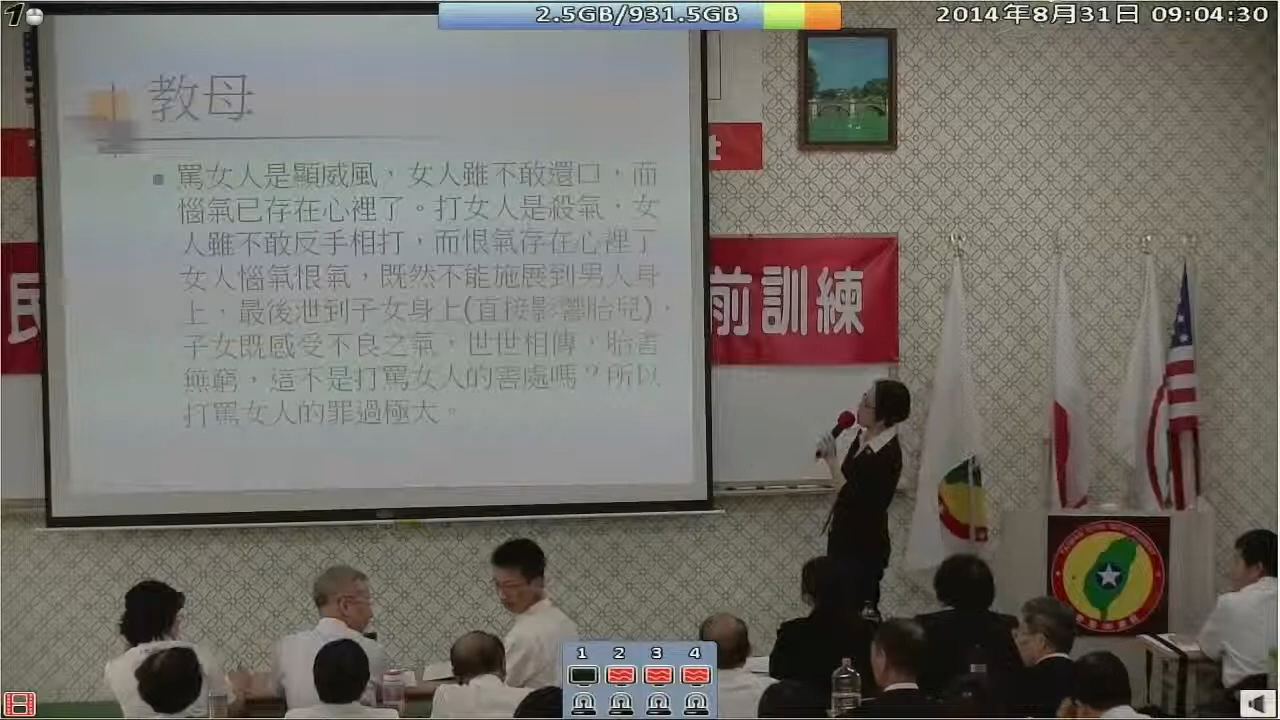 1
2.5GB/931.5GB
2014年8月31日 09:04:30
教母
罵女人是顯威風，女人雖不敢還口，而
惱氣已存在心裡了。打女人是殺氣，女
人雖不敢反手相打，而恨氣存在心裡了
女人惱氣恨氣，既然不能施展到男人身
上，最後泄到子女身上(直接影響胎兒)，
子女既感受不良之氣，世世相傳，胎害
無窮，這不是打罵女人的害處嗎？所以
打罵女人的罪過極大。
民
前訓練
TAIWAN CIVIL GOVERNMENT
1 2 3 4